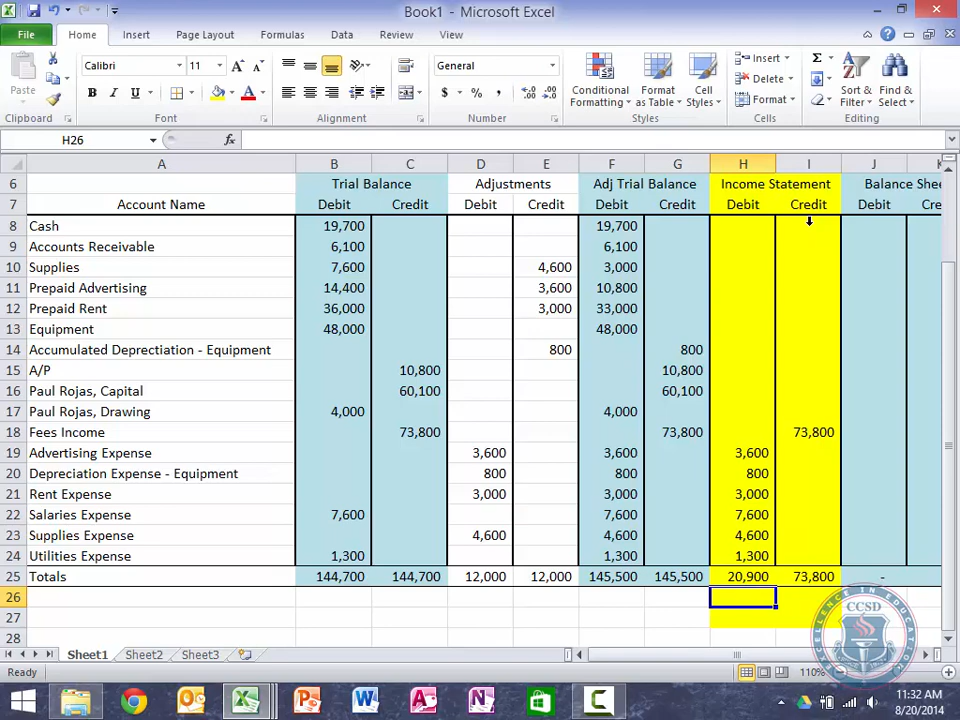 Book1 - Microsoft Excel
File Home Insert Page Layout Formulas Data Review View
Calibri 11 General
Paste B I U $ % , Conditional Formatting Format as Table Cell Styles Insert Delete Format Σ Sort & Filter Find & Select
Clipboard Font Alignment Number Styles Cells Editing
H26 fx
A B C D E F G H I J K
6 Trial Balance Adjustments Adj Trial Balance Income Statement Balance Shee
7 Account Name Debit Credit Debit Credit Debit Credit Debit Credit Debit Cre
8 Cash 19,700 19,700
9 Accounts Receivable 6,100 6,100
10 Supplies 7,600 4,600 3,000
11 Prepaid Advertising 14,400 3,600 10,800
12 Prepaid Rent 36,000 3,000 33,000
13 Equipment 48,000 48,000
14 Accumulated Deprectiation - Equipment 800 800
15 A/P 10,800 10,800
16 Paul Rojas, Capital 60,100 60,100
17 Paul Rojas, Drawing 4,000 4,000
18 Fees Income 73,800 73,800 73,800
19 Advertising Expense 3,600 3,600 3,600
20 Depreciation Expense - Equipment 800 800 800
21 Rent Expense 3,000 3,000 3,000
22 Salaries Expense 7,600 7,600 7,600
23 Supplies Expense 4,600 4,600 4,600
24 Utilities Expense 1,300 1,300 1,300
25 Totals 144,700 144,700 12,000 12,000 145,500 145,500 20,900 73,800 -
26
27
28
CCSD
EXCELLENCE IN EDUCATION
Sheet1 Sheet2 Sheet3
Ready 110%
11:32 AM
8/20/2014